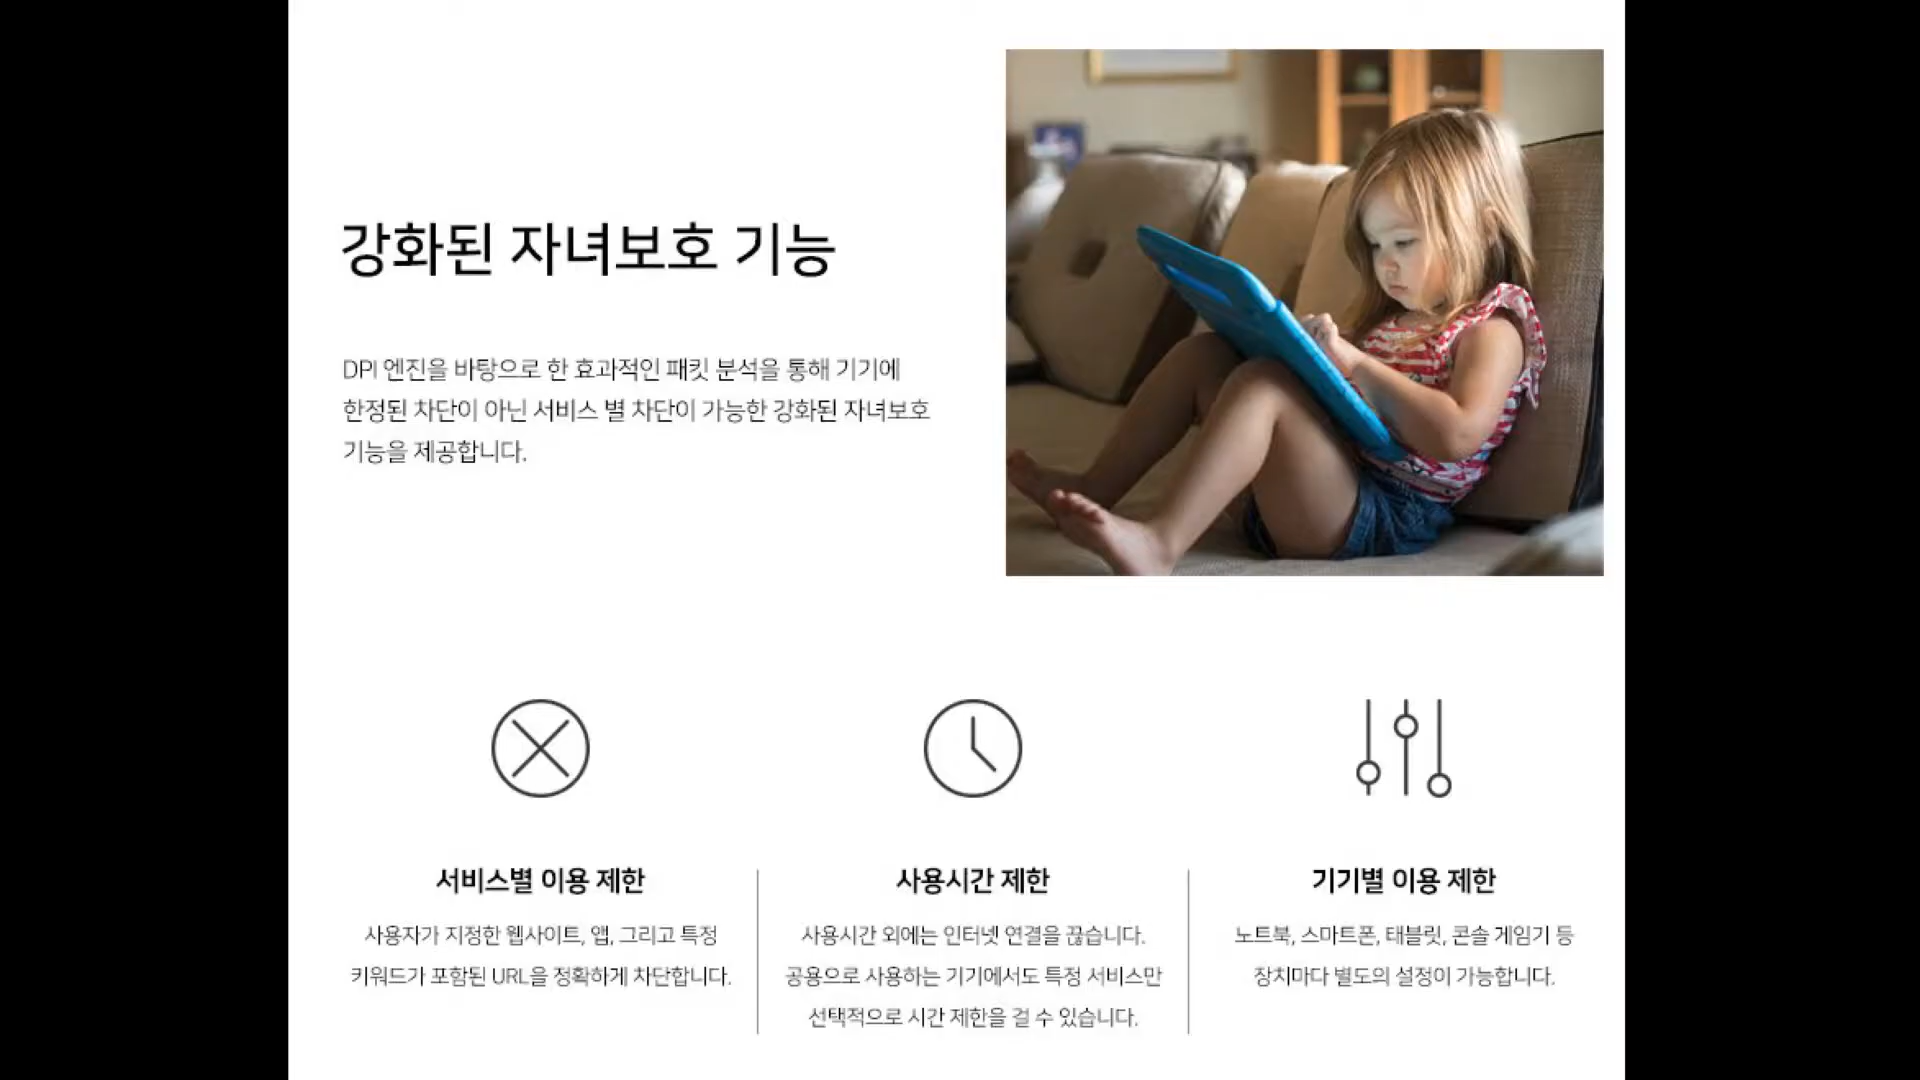 강화된 자녀보호 기능
DPI 엔진을 바탕으로 한 효과적인 패킷 분석을 통해 기기에
한정된 차단이 아닌 서비스 별 차단이 가능한 강화된 자녀보호
기능을 제공합니다.
서비스별 이용 제한
사용자가 지정한 웹사이트, 앱, 그리고 특정
키워드가 포함된 URL을 정확하게 차단합니다.
사용시간 제한
사용시간 외에는 인터넷 연결을 끊습니다.
공용으로 사용하는 기기에서도 특정 서비스만
선택적으로 시간 제한을 걸 수 있습니다.
기기별 이용 제한
노트북, 스마트폰, 태블릿, 콘솔 게임기 등
장치마다 별도의 설정이 가능합니다.